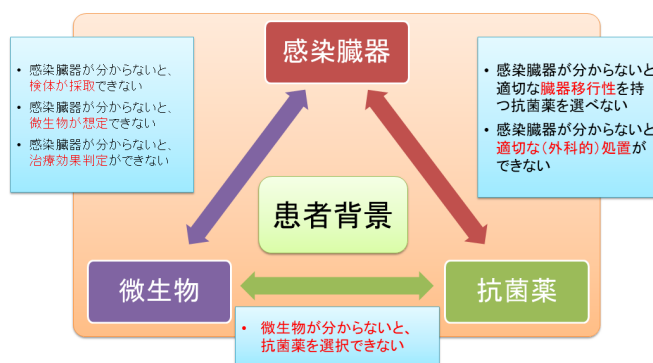 感染臓器
• 感染臓器が分からないと、
検体が採取できない
• 感染臓器が分からないと、
微生物が想定できない
• 感染臓器が分からないと、
治療効果判定ができない
• 感染臓器が分からないと
適切な臓器移行性を持
つ抗菌薬を選べない
• 感染臓器が分からないと
適切な(外科的)処置が
できない
患者背景
微生物
抗菌薬
• 微生物が分からないと、
抗菌薬を選択できない